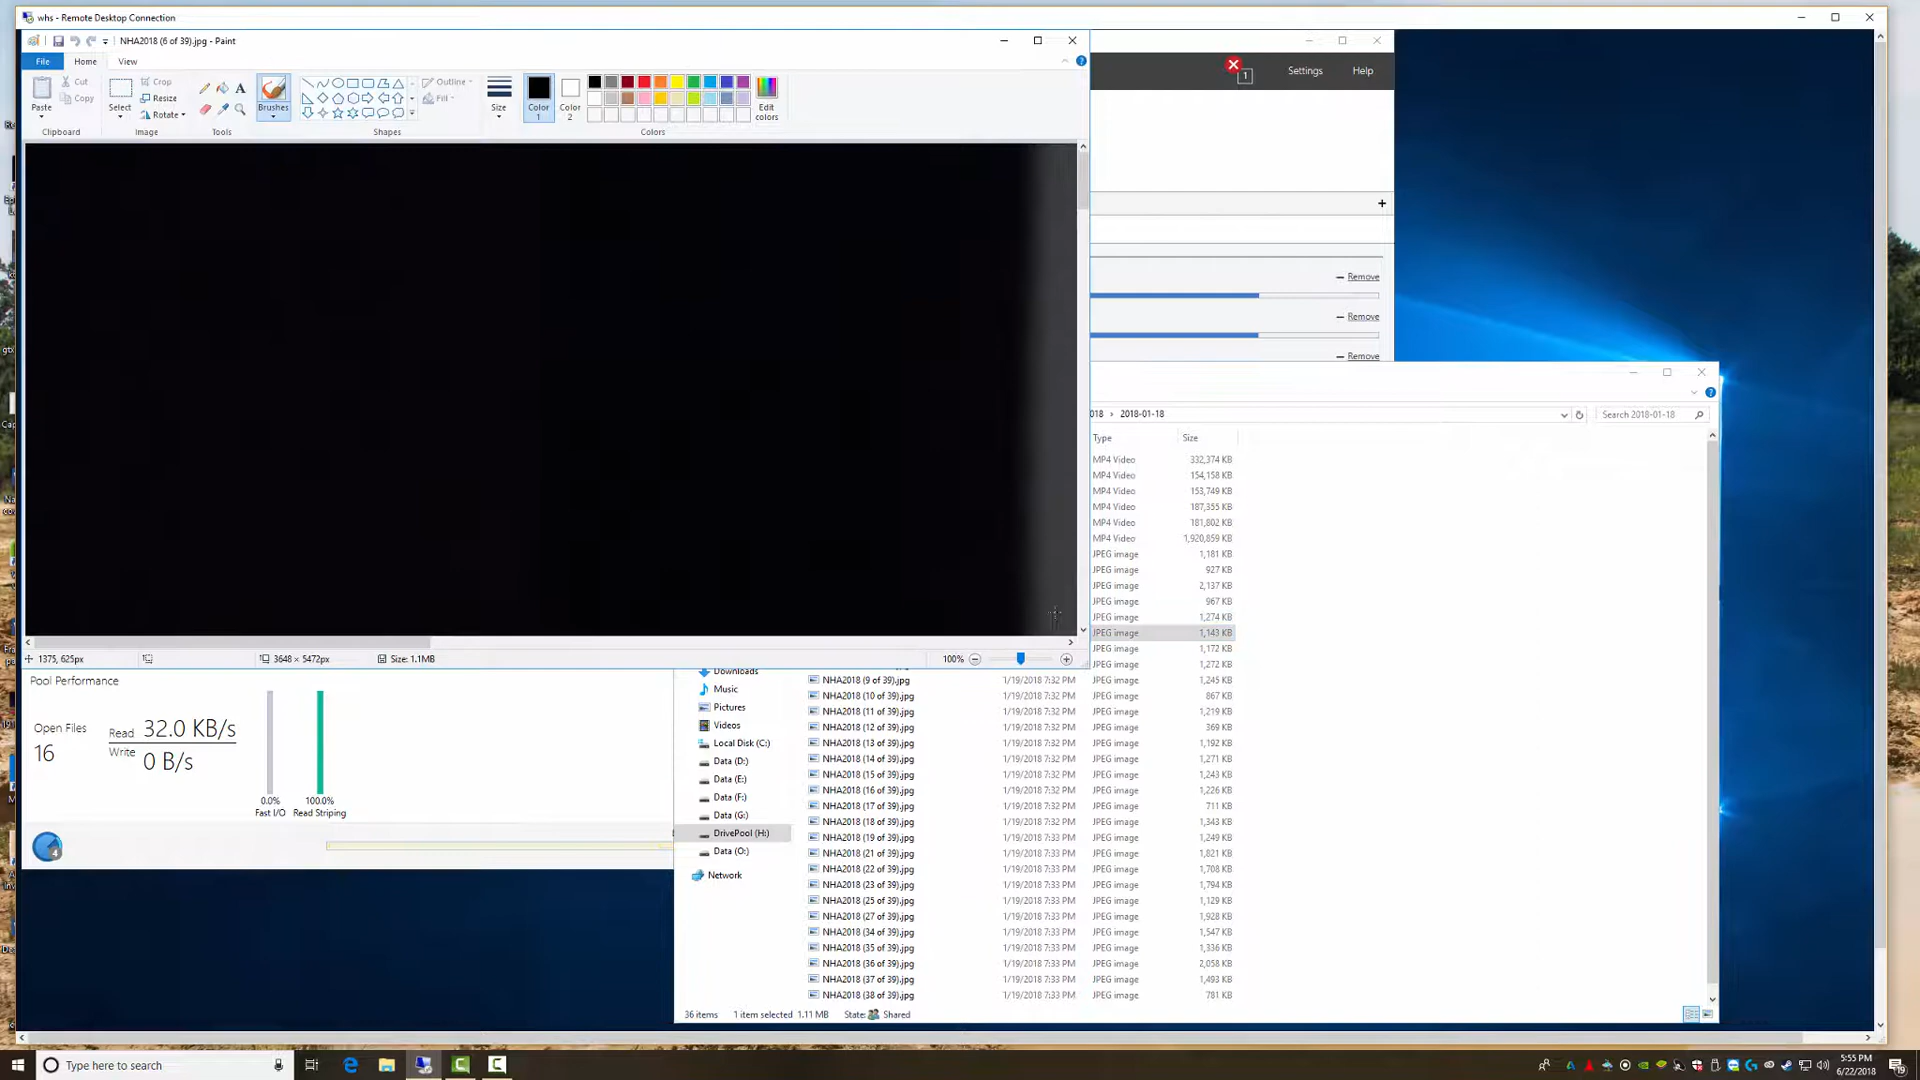 whs - Remote Desktop Connection
NHA2018 (6 of 39).jpg - Paint
File Home View
Paste Cut Copy
Clipboard
Select Crop Resize Rotate
Image
Tools
Brushes
Shapes
Outline
Fill
Size
Color 1
Color 2
Edit colors
Colors
1 Settings Help
Remove
Remove
Remove
1375, 625px
3648 × 5472px
Size: 1.1MB
100%
018 › 2018-01-18
Search 2018-01-18
Type Size
MP4 Video 332,374 KB
MP4 Video 154,158 KB
MP4 Video 153,749 KB
MP4 Video 187,355 KB
MP4 Video 181,802 KB
MP4 Video 1,920,859 KB
JPEG image 1,181 KB
JPEG image 927 KB
JPEG image 2,137 KB
JPEG image 967 KB
JPEG image 1,274 KB
JPEG image 1,143 KB
JPEG image 1,172 KB
JPEG image 1,272 KB
NHA2018 (9 of 39).jpg 1/19/2018 7:32 PM JPEG image 1,245 KB
NHA2018 (10 of 39).jpg 1/19/2018 7:32 PM JPEG image 867 KB
NHA2018 (11 of 39).jpg 1/19/2018 7:32 PM JPEG image 1,219 KB
NHA2018 (12 of 39).jpg 1/19/2018 7:32 PM JPEG image 369 KB
NHA2018 (13 of 39).jpg 1/19/2018 7:32 PM JPEG image 1,192 KB
NHA2018 (14 of 39).jpg 1/19/2018 7:32 PM JPEG image 1,271 KB
NHA2018 (15 of 39).jpg 1/19/2018 7:32 PM JPEG image 1,243 KB
NHA2018 (16 of 39).jpg 1/19/2018 7:32 PM JPEG image 1,226 KB
NHA2018 (17 of 39).jpg 1/19/2018 7:32 PM JPEG image 711 KB
NHA2018 (18 of 39).jpg 1/19/2018 7:32 PM JPEG image 1,343 KB
NHA2018 (19 of 39).jpg 1/19/2018 7:33 PM JPEG image 1,249 KB
NHA2018 (21 of 39).jpg 1/19/2018 7:33 PM JPEG image 1,821 KB
NHA2018 (22 of 39).jpg 1/19/2018 7:33 PM JPEG image 1,708 KB
NHA2018 (23 of 39).jpg 1/19/2018 7:33 PM JPEG image 1,794 KB
NHA2018 (25 of 39).jpg 1/19/2018 7:33 PM JPEG image 1,129 KB
NHA2018 (27 of 39).jpg 1/19/2018 7:33 PM JPEG image 1,928 KB
NHA2018 (34 of 39).jpg 1/19/2018 7:33 PM JPEG image 1,547 KB
NHA2018 (35 of 39).jpg 1/19/2018 7:33 PM JPEG image 1,336 KB
NHA2018 (36 of 39).jpg 1/19/2018 7:33 PM JPEG image 2,058 KB
NHA2018 (37 of 39).jpg 1/19/2018 7:33 PM JPEG image 1,493 KB
NHA2018 (38 of 39).jpg 1/19/2018 7:33 PM JPEG image 781 KB
Downloads
Music
Pictures
Videos
Local Disk (C:)
Data (D:)
Data (E:)
Data (F:)
Data (G:)
DrivePool (H:)
Data (O:)
Network
36 items 1 item selected 1.11 MB State: Shared
Pool Performance
Open Files
16
Read 32.0 KB/s
Write 0 B/s
0.0%
Fast I/O
100.0%
Read Striping
4
Type here to search
5:55 PM
6/22/2018
19